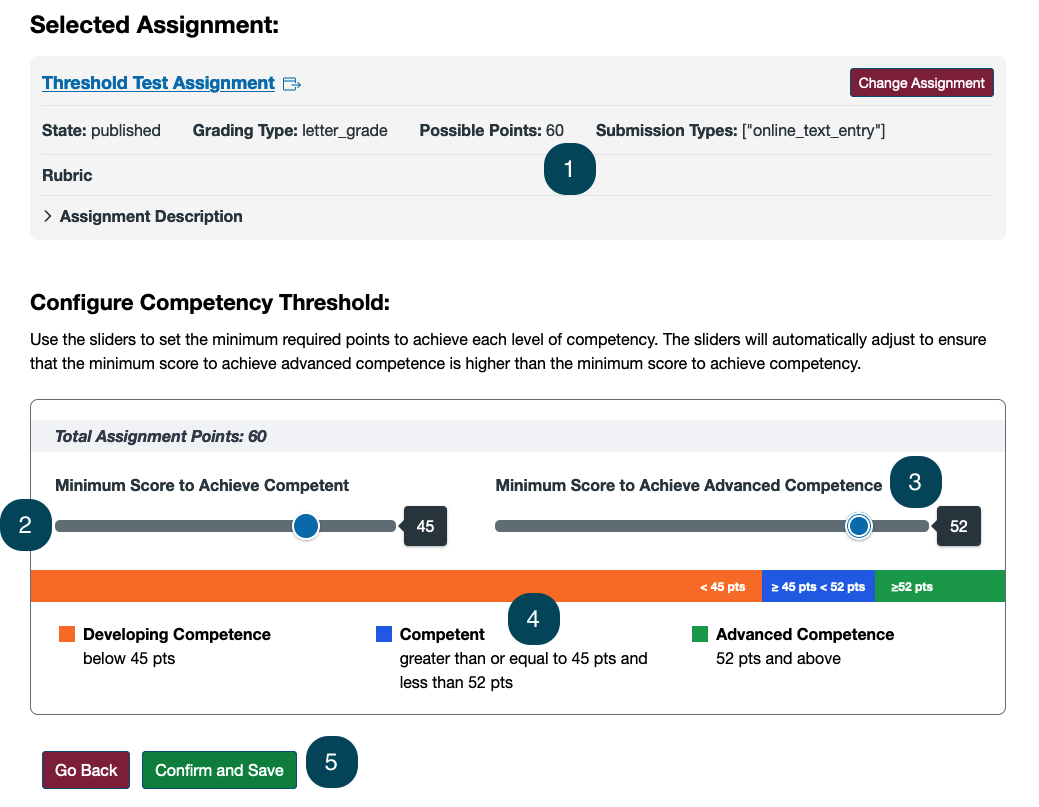 Selected Assignment:
Threshold Test Assignment
Change Assignment
State: published Grading Type: letter_grade Possible Points: 60 Submission Types: ["online_text_entry"]
1
Rubric
Assignment Description
Configure Competency Threshold:
Use the sliders to set the minimum required points to achieve each level of competency. The sliders will automatically adjust to ensure
that the minimum score to achieve advanced competence is higher than the minimum score to achieve competency.
Total Assignment Points: 60
Minimum Score to Achieve Competent
Minimum Score to Achieve Advanced Competence
3
2
45
52
< 45 pts
≥ 45 pts < 52 pts
≥52 pts
4
Developing Competence
below 45 pts
Competent
greater than or equal to 45 pts and
less than 52 pts
Advanced Competence
52 pts and above
Go Back
Confirm and Save
5